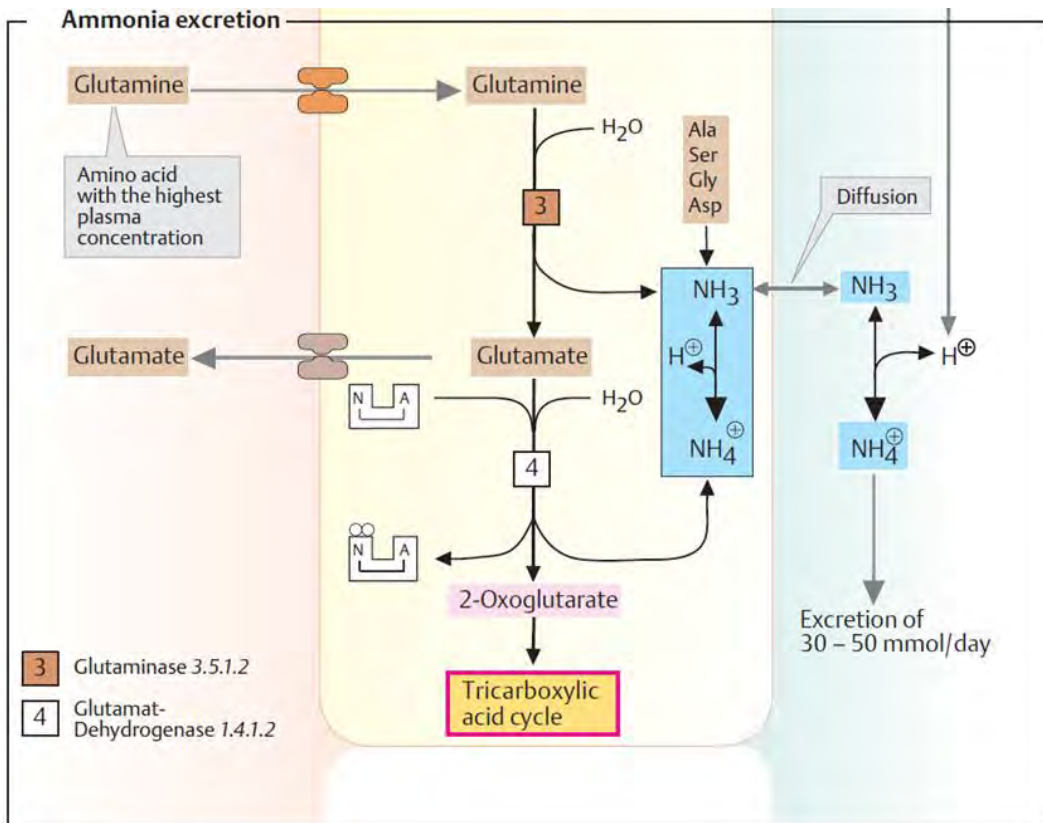 Ammonia excretion
Glutamine
Glutamine
H₂O
Amino acid
with the highest
plasma
concentration
3
Ala
Ser
Gly
Asp
Diffusion
NH₃
NH₃
H⊕
H⊕
NH₄⊕
NH₄⊕
Glutamate
Glutamate
N A
H₂O
4
N A
2-Oxoglutarate
Excretion of
30 – 50 mmol/day
3 Glutaminase 3.5.1.2
4 Glutamat-
Dehydrogenase 1.4.1.2
Tricarboxylic
acid cycle